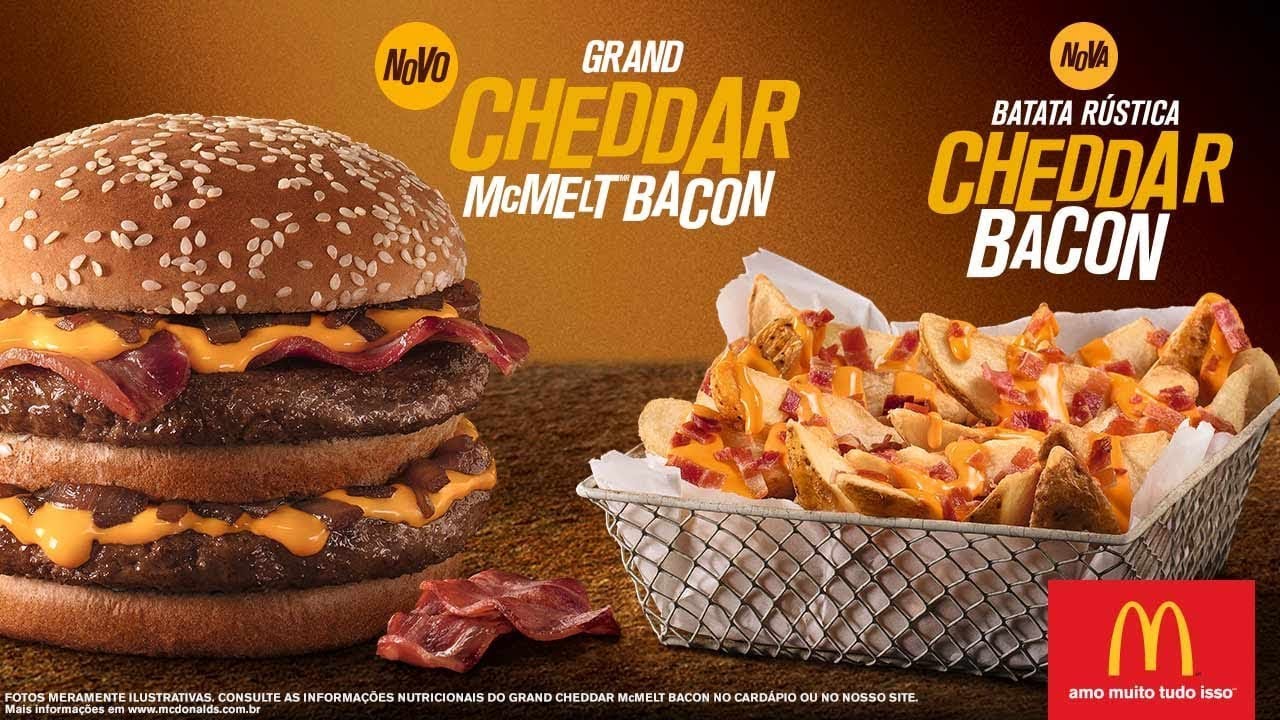 NOVO
GRAND
CHEDDAR
McMELT MR BACON
NOVA
BATATA RÚSTICA
CHEDDAR
BACON
amo muito tudo isso
FOTOS MERAMENTE ILUSTRATIVAS. CONSULTE AS INFORMAÇÕES NUTRICIONAIS DO GRAND CHEDDAR McMELT BACON NO CARDÁPIO OU NO NOSSO SITE.
Mais informações em www.mcdonalds.com.br